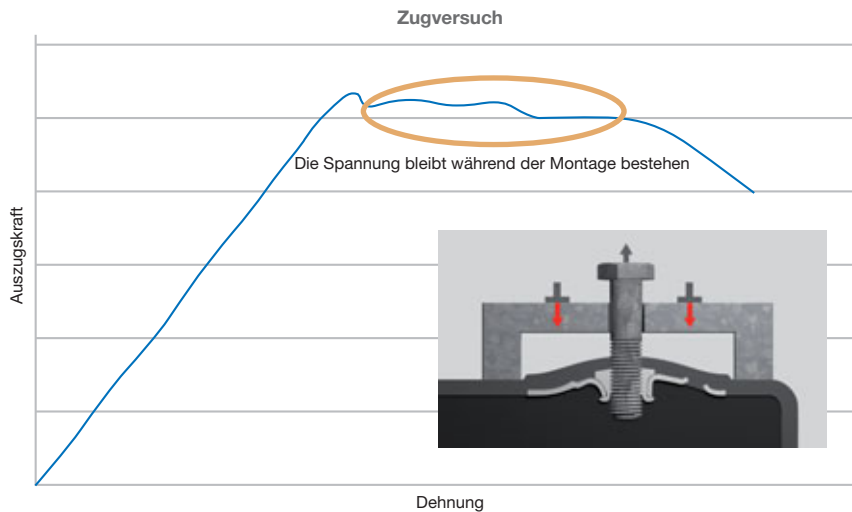 Zugversuch
Die Spannung bleibt während der Montage bestehen
Auszugskraft
Dehnung